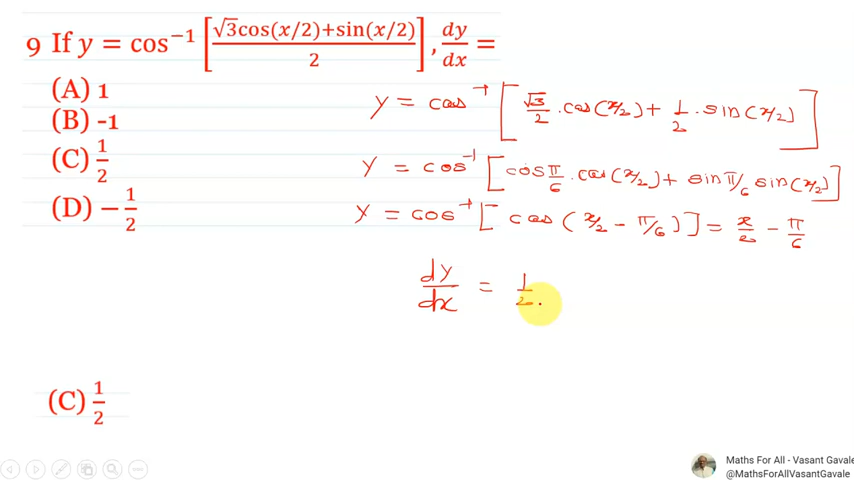 9 If y = cos⁻¹ [(√3cos(x/2)+sin(x/2))/2], dy/dx =
(A) 1
(B) -1
(C) 1/2
(D) −1/2
y = cos⁻¹ [√3/2 . cos(x/2) + 1/2 . sin(x/2)]
y = cos⁻¹ [cos π/6 . cos(x/2) + sin π/6 sin(x/2)]
y = cos⁻¹ [cos(x/2 − π/6)] = x/2 − π/6
dy/dx = 1/2.
(C) 1/2
Maths For All - Vasant Gavale
@MathsForAllVasantGavale